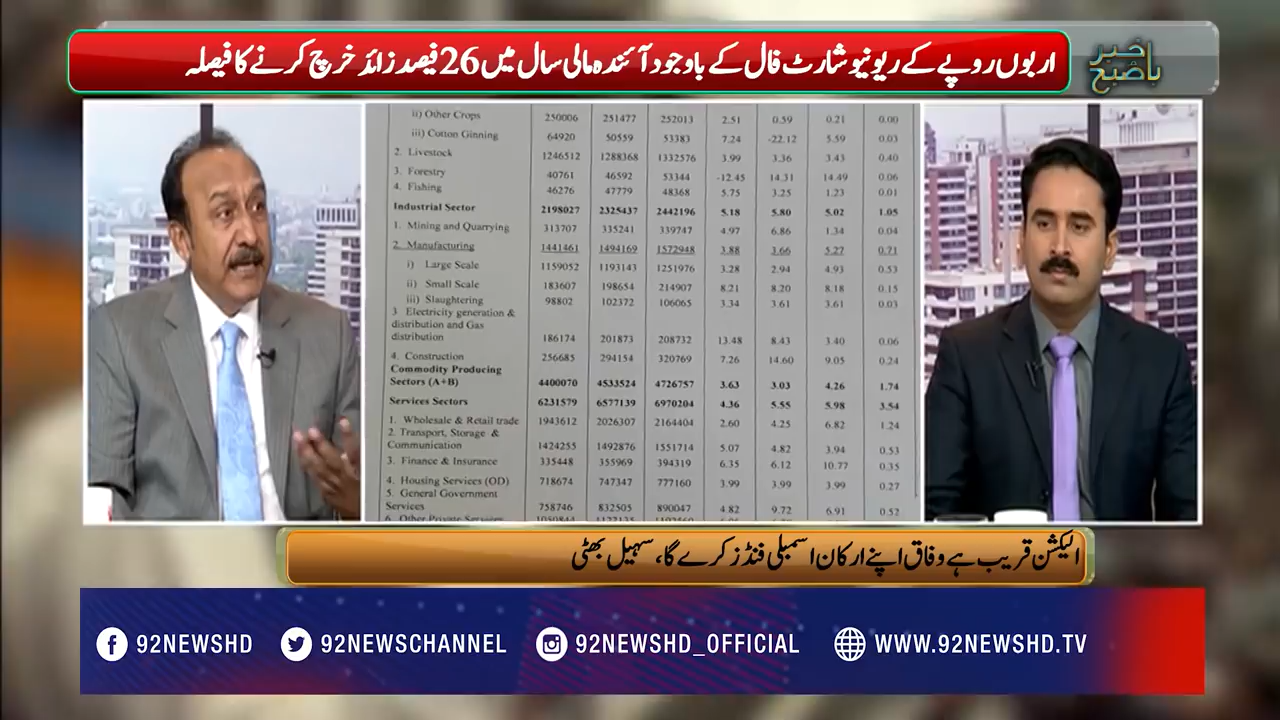 اربوں روپے کے ریونیو شارٹ فال کے باوجود آئندہ مالی سال میں 26 فیصد زائد خرچ کرنے کا فیصلہ
باخبر صبح
ii) Other Crops 250006 251477 252013 2.51 0.59 0.21 0.00
iii) Cotton Ginning 64920 50559 53383 7.24 -22.12 5.59 0.03
2. Livestock 1246512 1288368 1332576 3.99 3.36 3.43 0.40
3. Forestry 40761 46592 53344 -12.45 14.31 14.49 0.06
4. Fishing 46276 47779 48368 5.75 3.25 1.23 0.01
Industrial Sector 2198027 2325437 2442196 5.18 5.80 5.02 1.05
1. Mining and Quarrying 313707 335241 339747 4.97 6.86 1.34 0.04
2. Manufacturing 1441461 1494169 1572948 3.88 3.66 5.27 0.71
i) Large Scale 1159052 1193143 1251976 3.28 2.94 4.93 0.53
ii) Small Scale 183607 198654 214907 8.21 8.20 8.18 0.15
iii) Slaughtering 98802 102372 106065 3.34 3.61 3.61 0.03
3 Electricity generation &
distribution and Gas
distribution 186174 201873 208732 13.48 8.43 3.40 0.06
4. Construction 256685 294154 320769 7.26 14.60 9.05 0.24
Commodity Producing
Sectors (A+B) 4400070 4533524 4726757 3.63 3.03 4.26 1.74
Services Sectors 6231579 6577139 6970204 4.36 5.55 5.98 3.54
1. Wholesale & Retail trade 1943612 2026307 2164404 2.60 4.25 6.82 1.24
2. Transport, Storage &
Communication 1424255 1492876 1551714 5.07 4.82 3.94 0.53
3. Finance & Insurance 335448 355969 394319 6.35 6.12 10.77 0.35
4. Housing Services (OD) 718674 747347 777160 3.99 3.99 3.99 0.27
5. General Government
Services 758746 832505 890047 4.82 9.72 6.91 0.52
6. Other Private Services
الیکشن قریب ہے وفاق اپنے ارکان اسمبلی فنڈز کرے گا، سہیل بھٹی
92NEWSHD 92NEWSCHANNEL 92NEWSHD_OFFICIAL WWW.92NEWSHD.TV